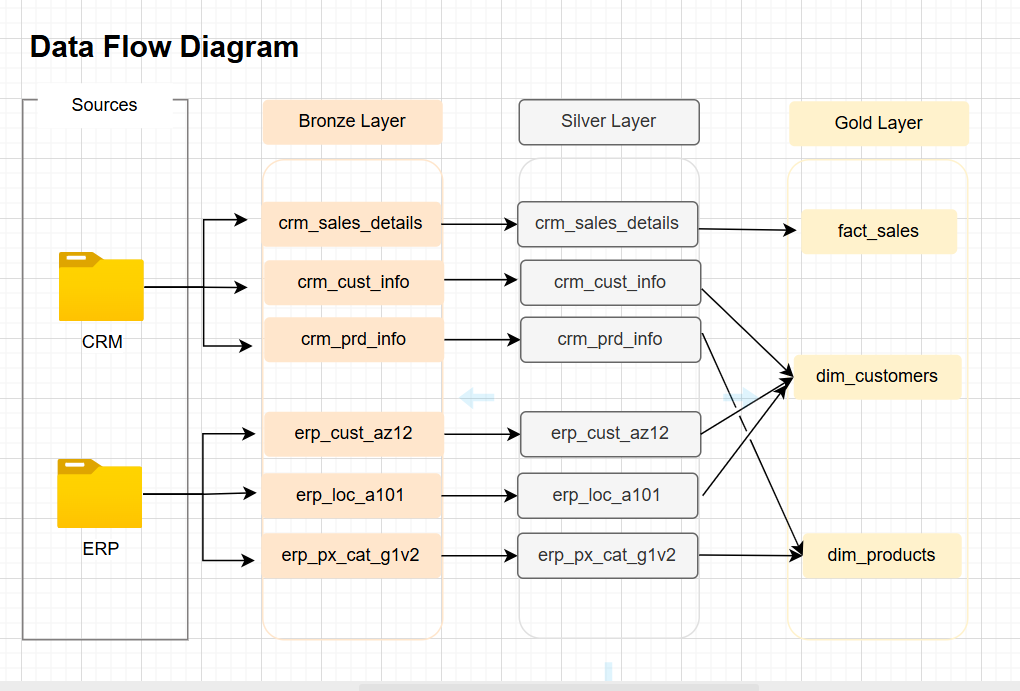 Data Flow Diagram
Sources
Bronze Layer
Silver Layer
Gold Layer
crm_sales_details
crm_sales_details
fact_sales
crm_cust_info
crm_cust_info
CRM
crm_prd_info
crm_prd_info
dim_customers
erp_cust_az12
erp_cust_az12
erp_loc_a101
erp_loc_a101
ERP
erp_px_cat_g1v2
erp_px_cat_g1v2
dim_products